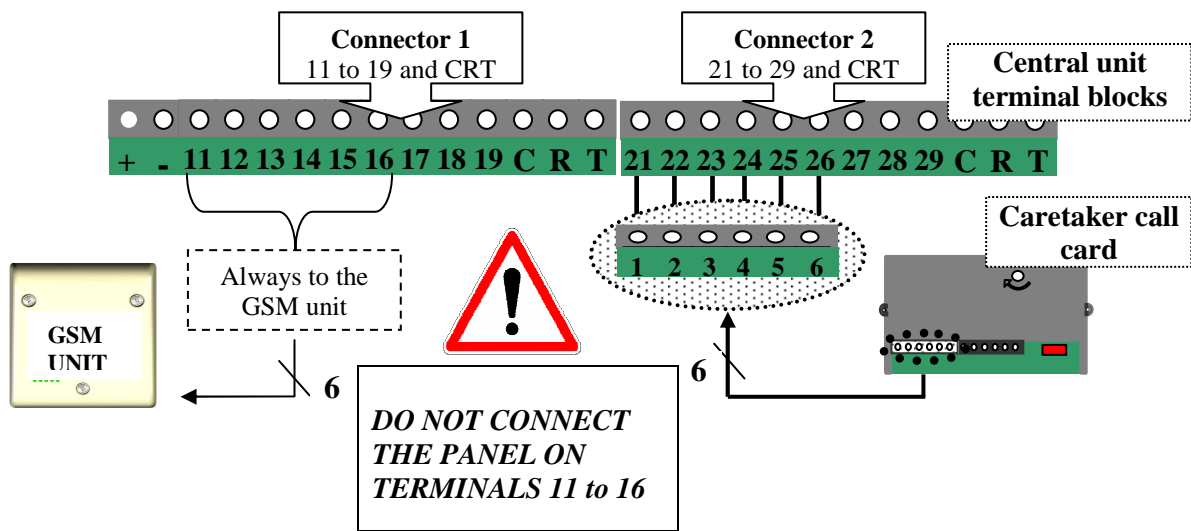 Connector 1
11 to 19 and CRT
Connector 2
21 to 29 and CRT
Central unit
terminal blocks
+ - 11 12 13 14 15 16 17 18 19 C R T
21 22 23 24 25 26 27 28 29 C R T
Caretaker call
card
1 2 3 4 5 6
Always to the
GSM unit
GSM
UNIT
6
6
DO NOT CONNECT
THE PANEL ON
TERMINALS 11 to 16